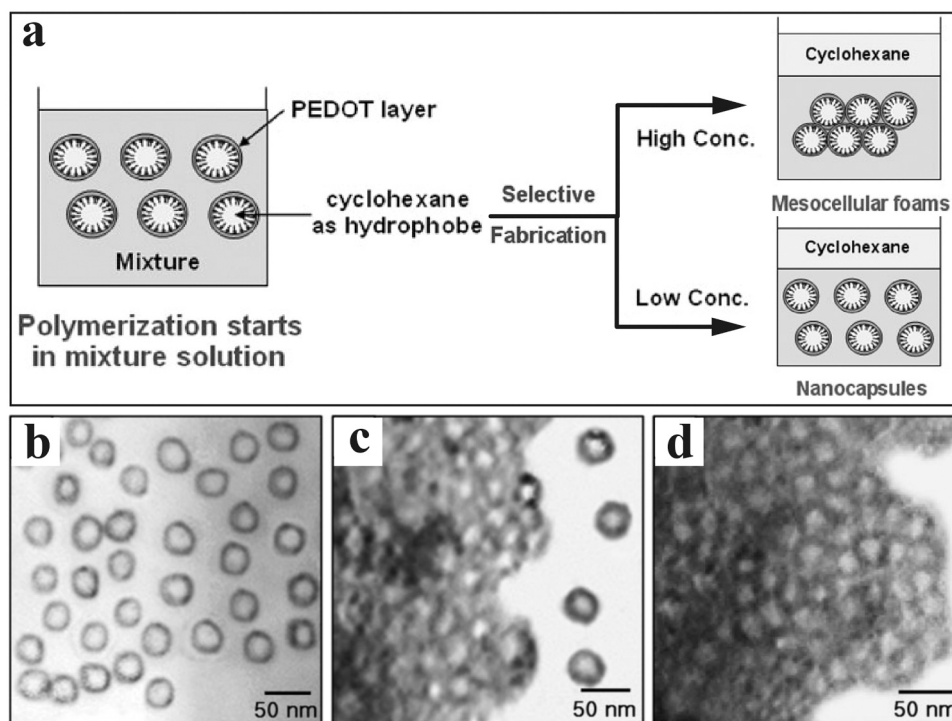 a
PEDOT layer
cyclohexane
as hydrophobe
Mixture
Polymerization starts
in mixture solution
Selective
Fabrication
High Conc.
Low Conc.
Cyclohexane
Mesocellular foams
Cyclohexane
Nanocapsules
b
50 nm
c
50 nm
d
50 nm